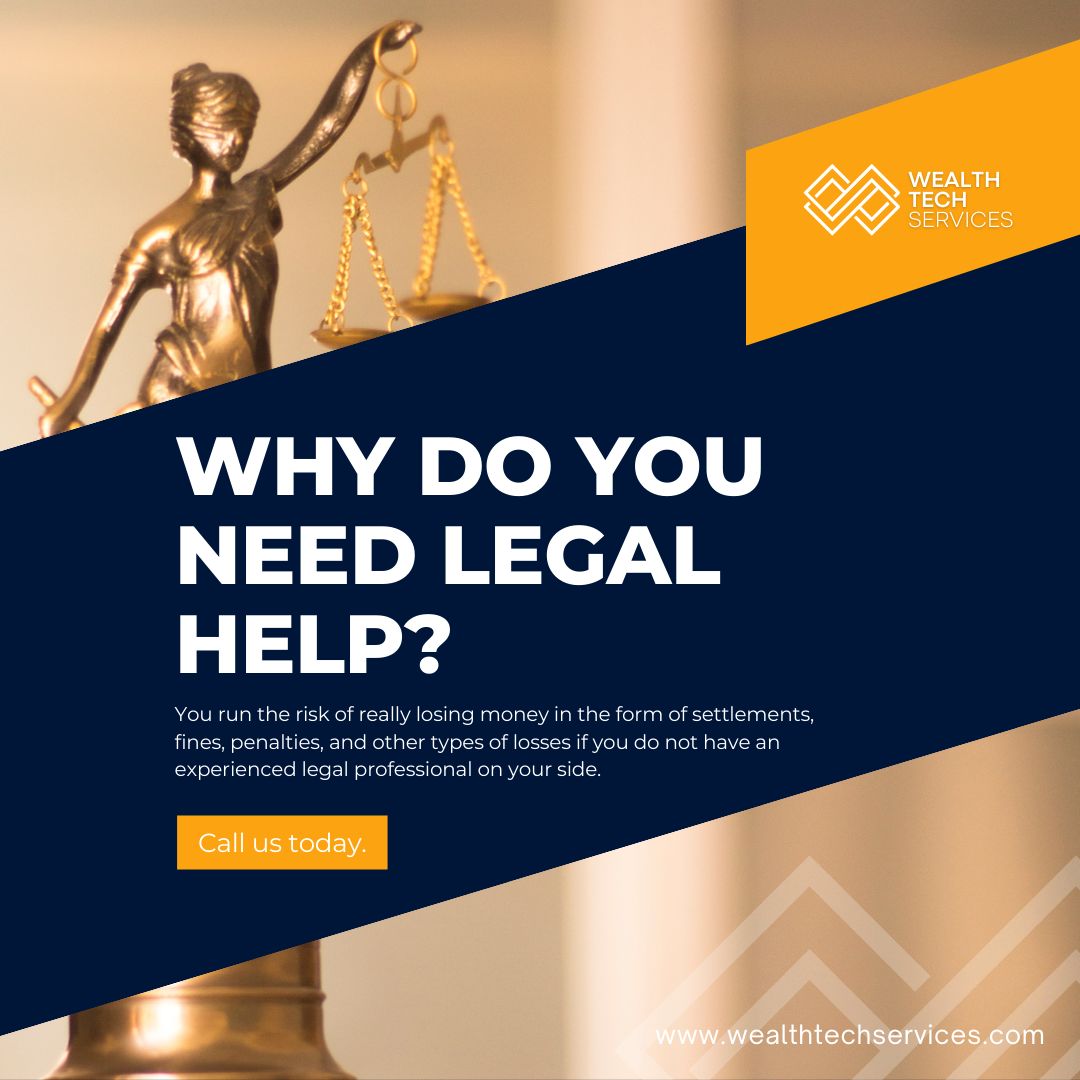 WEALTH
TECH
SERVICES
WHY DO YOU
NEED LEGAL
HELP?
You run the risk of really losing money in the form of settlements,
fines, penalties, and other types of losses if you do not have an
experienced legal professional on your side.
Call us today.
www.wealthtechservices.com